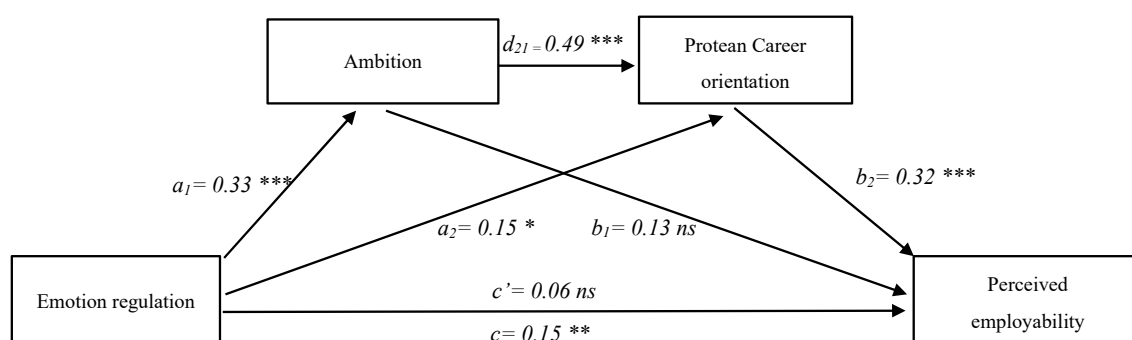 d21 = 0.49 ***
Ambition
Protean Career
orientation
a1= 0.33 ***
b2= 0.32 ***
a2= 0.15 *
b1= 0.13 ns
Emotion regulation
c’= 0.06 ns
c= 0.15 **
Perceived
employability